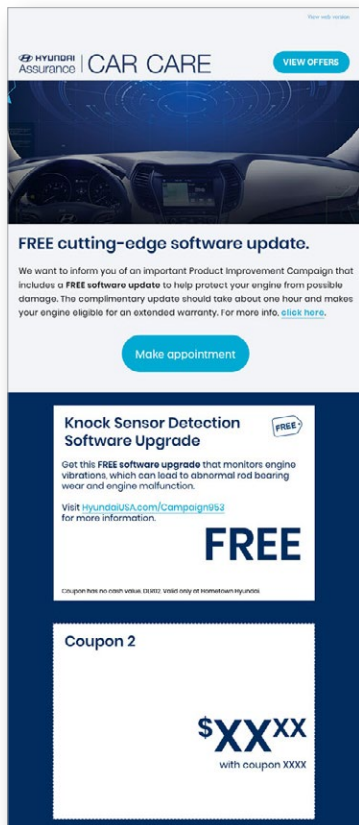 View web version
HYUNDAI
Assurance
CAR CARE
VIEW OFFERS
FREE cutting-edge software update.
We want to inform you of an important Product Improvement Campaign that
includes a FREE software update to help protect your engine from possible
damage. The complimentary update should take about one hour and makes
your engine eligible for an extended warranty. For more info, click here.
Make appointment
Knock Sensor Detection
Software Upgrade
FREE
Get this FREE software upgrade that monitors engine
vibrations, which can lead to abnormal rod bearing
wear and engine malfunction.
Visit HyundaiUSA.com/Campaign953
for more information.
FREE
Coupon has no cash value. Valid only at Hometown Hyundai.
Coupon 2
$XXXX
with coupon XXXX